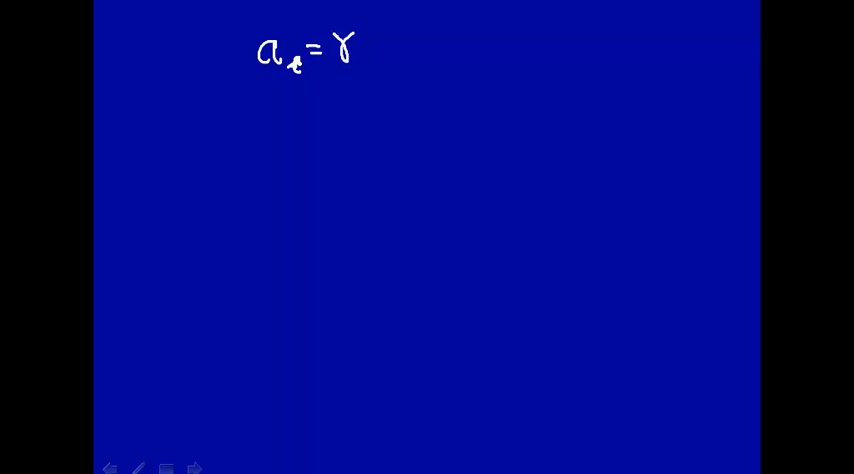 a_t = γ